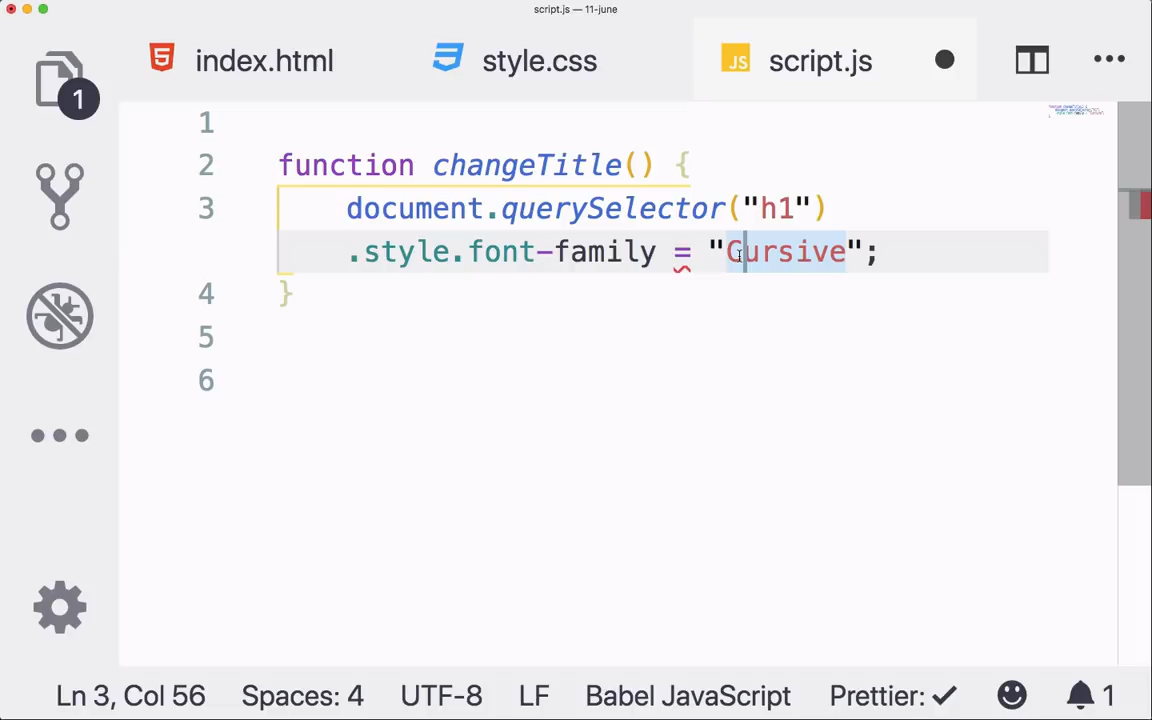 script.js — 11-june
index.html style.css JS script.js
1
1
2 function changeTitle() {
3 document.querySelector("h1")
.style.font-family = "Cursive";
4 }
5
6
Ln 3, Col 56 Spaces: 4 UTF-8 LF Babel JavaScript Prettier: ✓ 1